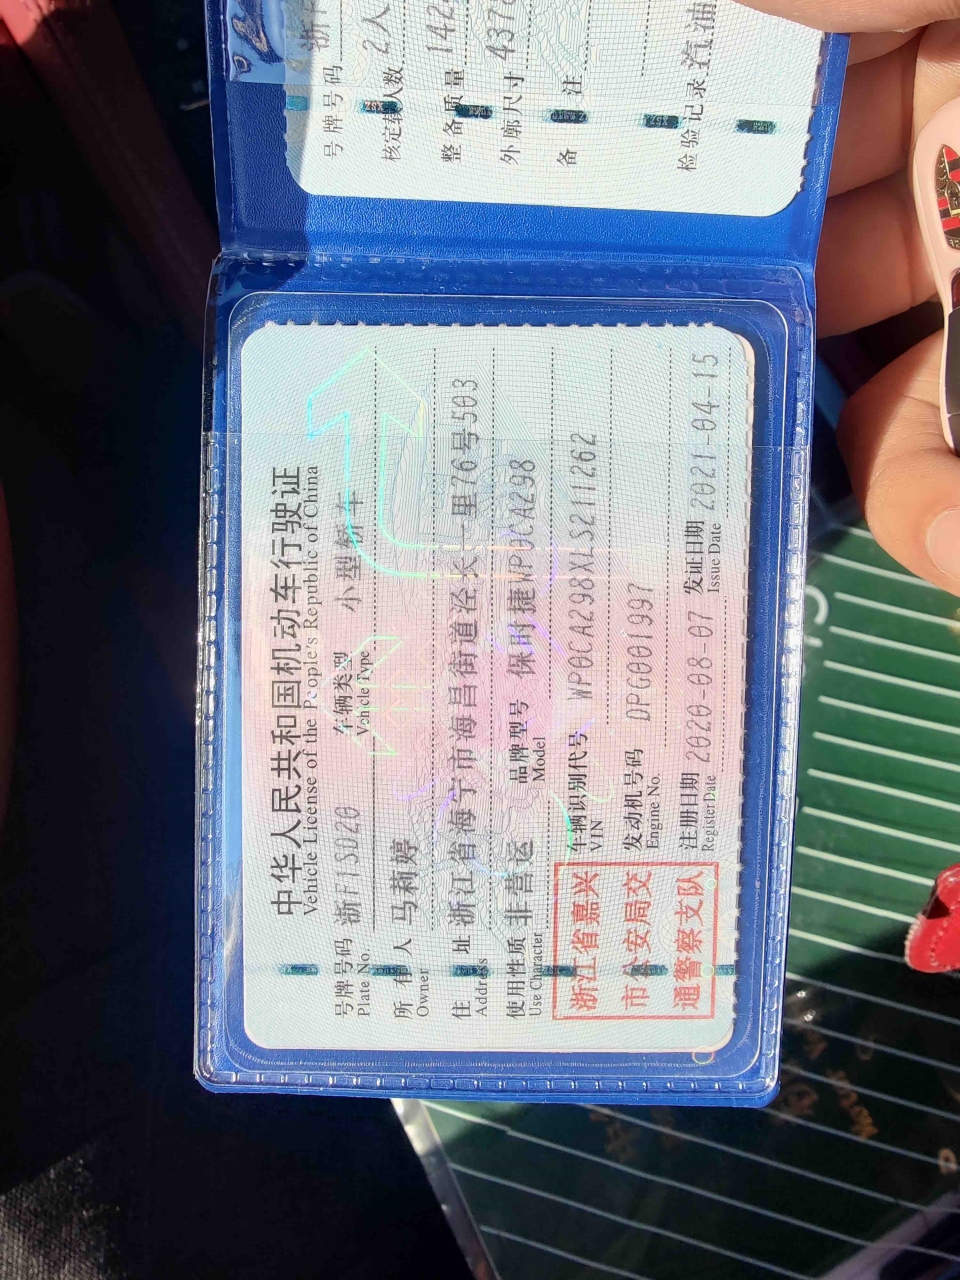 中华人民共和国机动车行驶证
Vehicle License of the People's Republic of China
号牌号码 浙F1SD20 车辆类型 小型轿车
Plate No. Vehicle Type
所有人 马莉婷
Owner
住址 浙江省海宁市海昌街道泾长一里76号503
Address
使用性质 非营运 品牌型号 保时捷WP0CA298
Use Character Model
浙江省嘉兴
市公安局交
通警察支队
车辆识别代号 WP0CA298XLS211262
VIN
发动机号码 DPG001997
Engine No.
注册日期 2020-08-07 发证日期 2021-04-15
Register Date Issue Date
号牌号码 浙
核定载人数 2人
整备质量 142
外廓尺寸 437
备注
检验记录 汽油